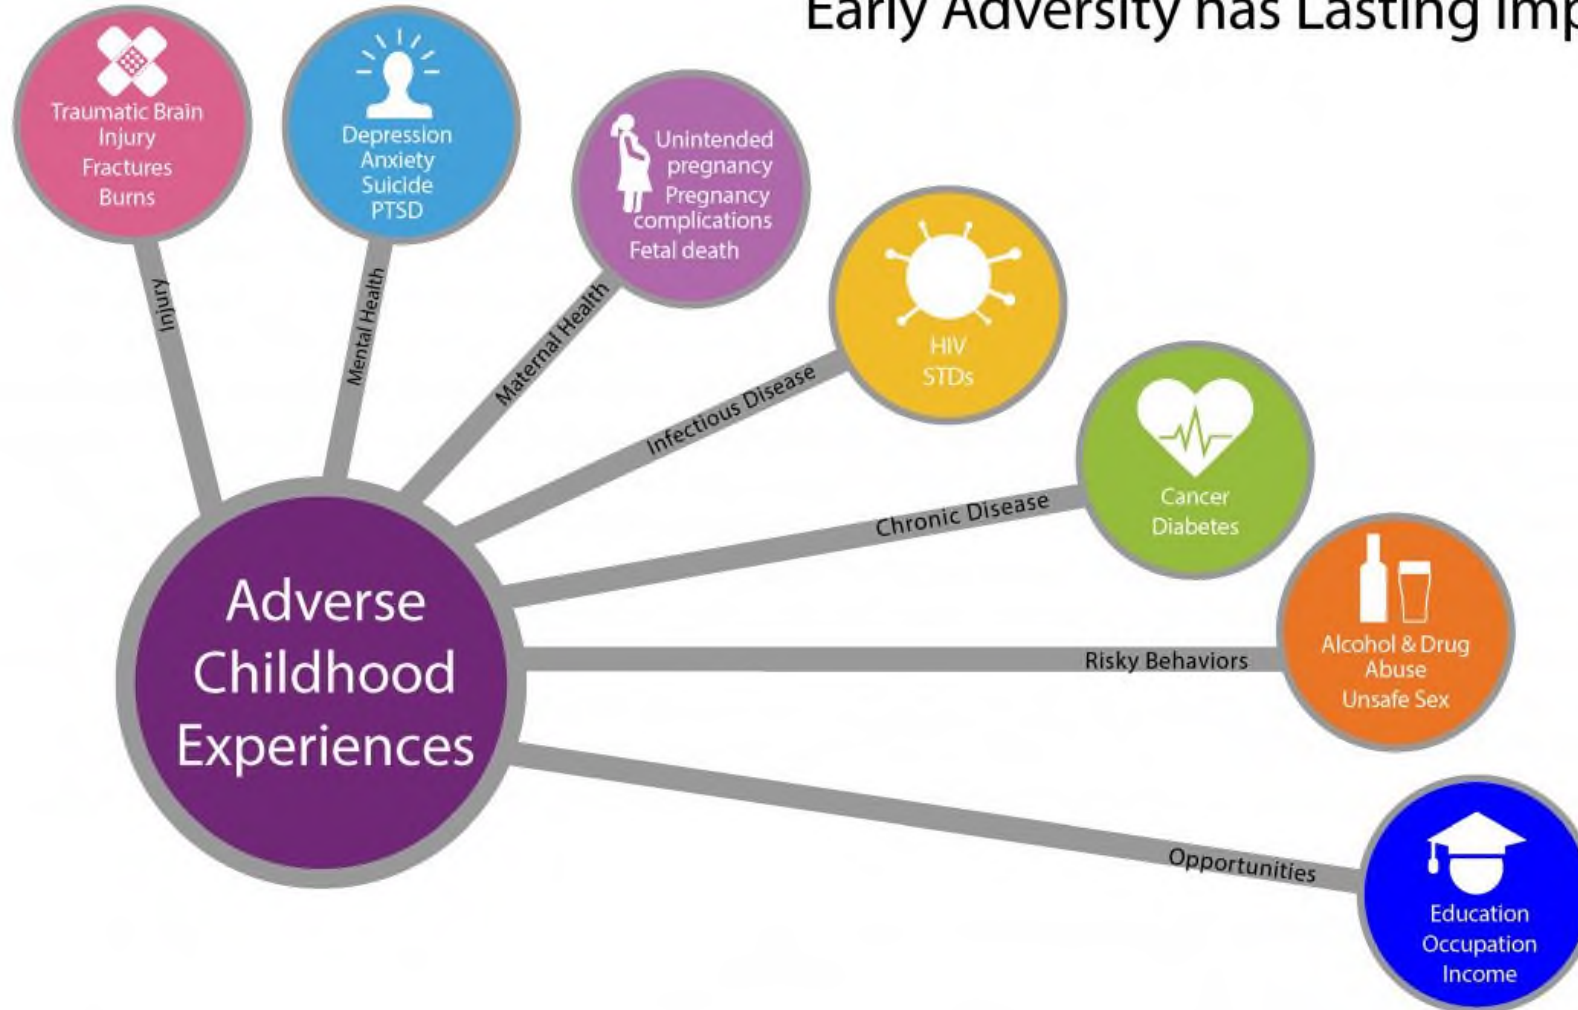 Early Adversity has Lasting
Traumatic Brain
Injury
Fractures
Burns
Depression
Anxiety
Suicide
PTSD
Unintended
pregnancy
Pregnancy
complications
Fetal death
HIV
STDs
Cancer
Diabetes
Alcohol & Drug
Abuse
Unsafe Sex
Education
Occupation
Income
Injury
Mental Health
Maternal Health
Infectious Disease
Chronic Disease
Risky Behaviors
Opportunities
Adverse
Childhood
Experiences